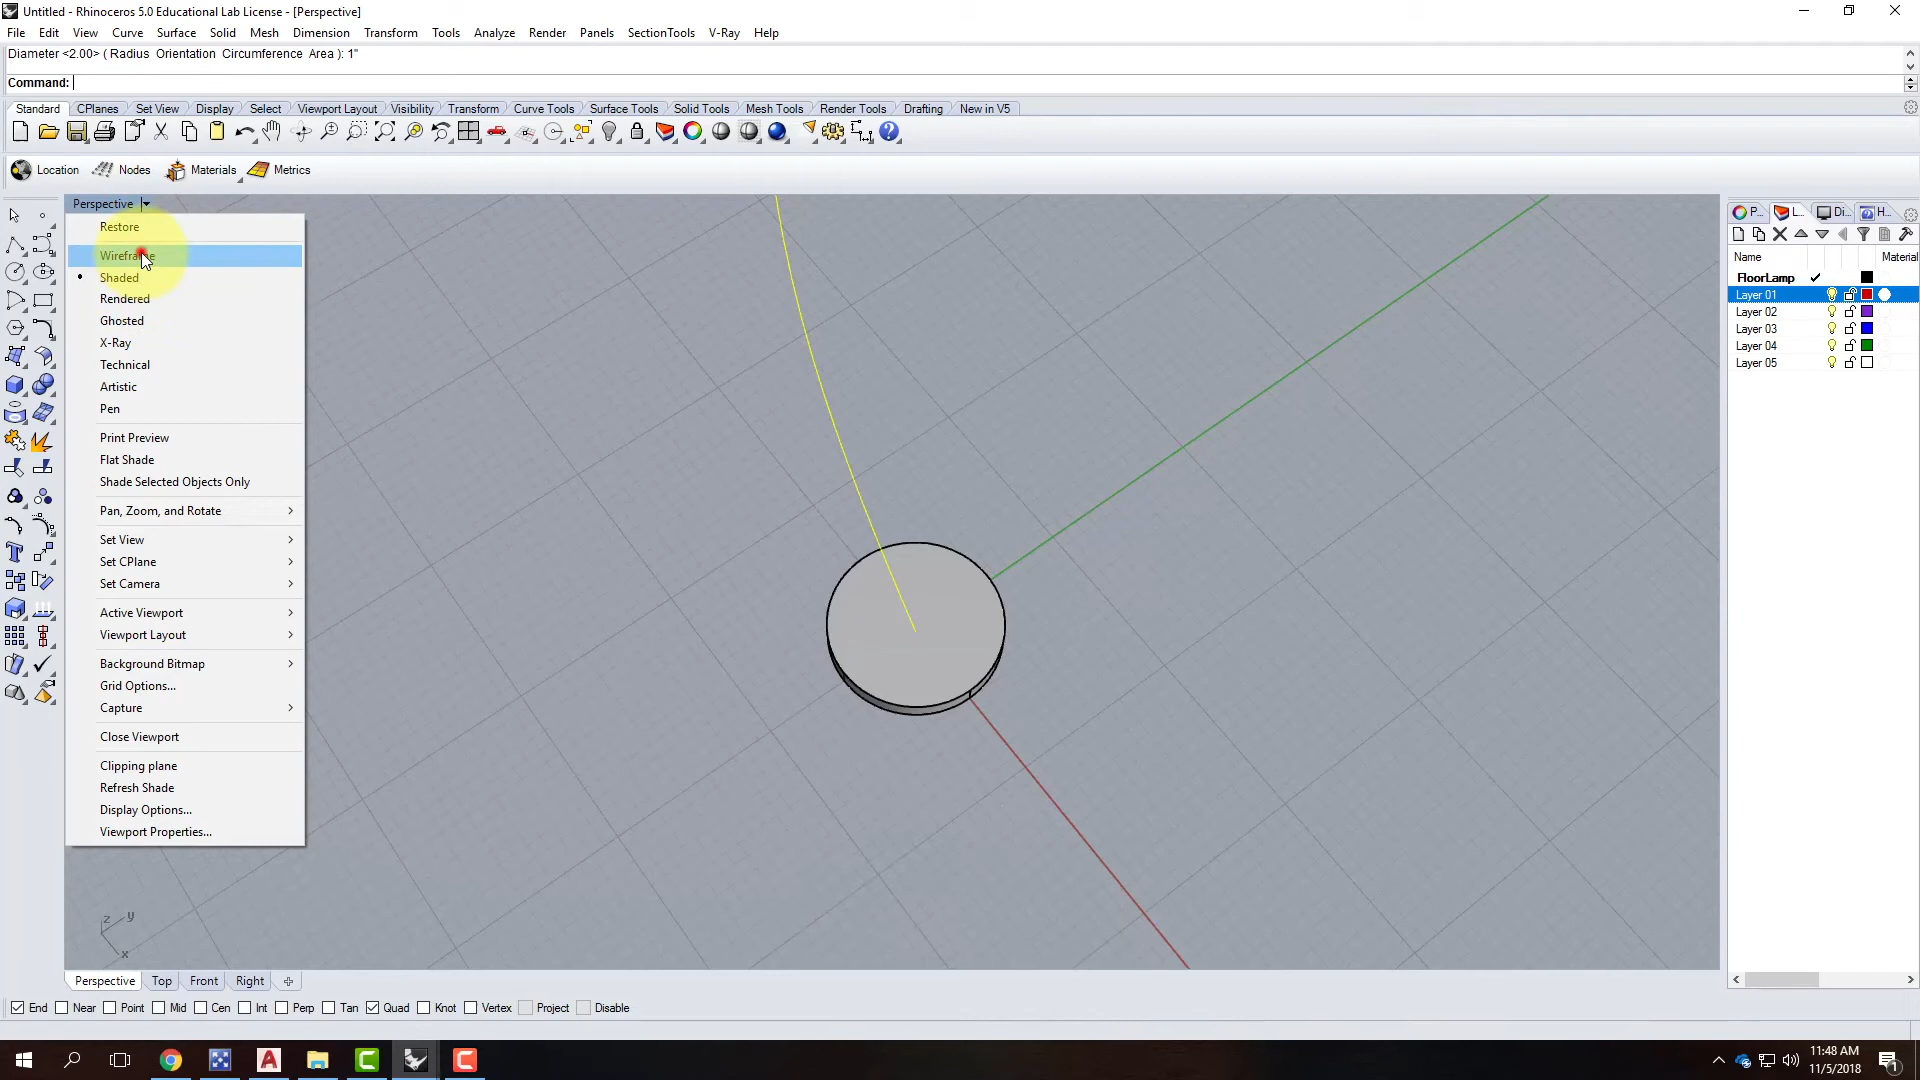 Untitled - Rhinoceros 5.0 Educational Lab License - [Perspective]
File Edit View Curve Surface Solid Mesh Dimension Transform Tools Analyze Render Panels SectionTools V-Ray Help
Diameter <2.00> ( Radius Orientation Circumference Area ): 1"
Command:
Standard CPlanes Set View Display Select Viewport Layout Visibility Transform Curve Tools Surface Tools Solid Tools Mesh Tools Render Tools Drafting New in V5
Location Nodes Materials Metrics
Perspective
Restore
Wireframe
Shaded
Rendered
Ghosted
X-Ray
Technical
Artistic
Pen
Print Preview
Flat Shade
Shade Selected Objects Only
Pan, Zoom, and Rotate
Set View
Set CPlane
Set Camera
Active Viewport
Viewport Layout
Background Bitmap
Grid Options...
Capture
Close Viewport
Clipping plane
Refresh Shade
Display Options...
Viewport Properties...
z y
x
P... L... Di... H...
Name Material
FloorLamp
Layer 01
Layer 02
Layer 03
Layer 04
Layer 05
Perspective Top Front Right
End Near Point Mid Cen Int Perp Tan Quad Knot Vertex Project Disable
11:48 AM
11/5/2018
1